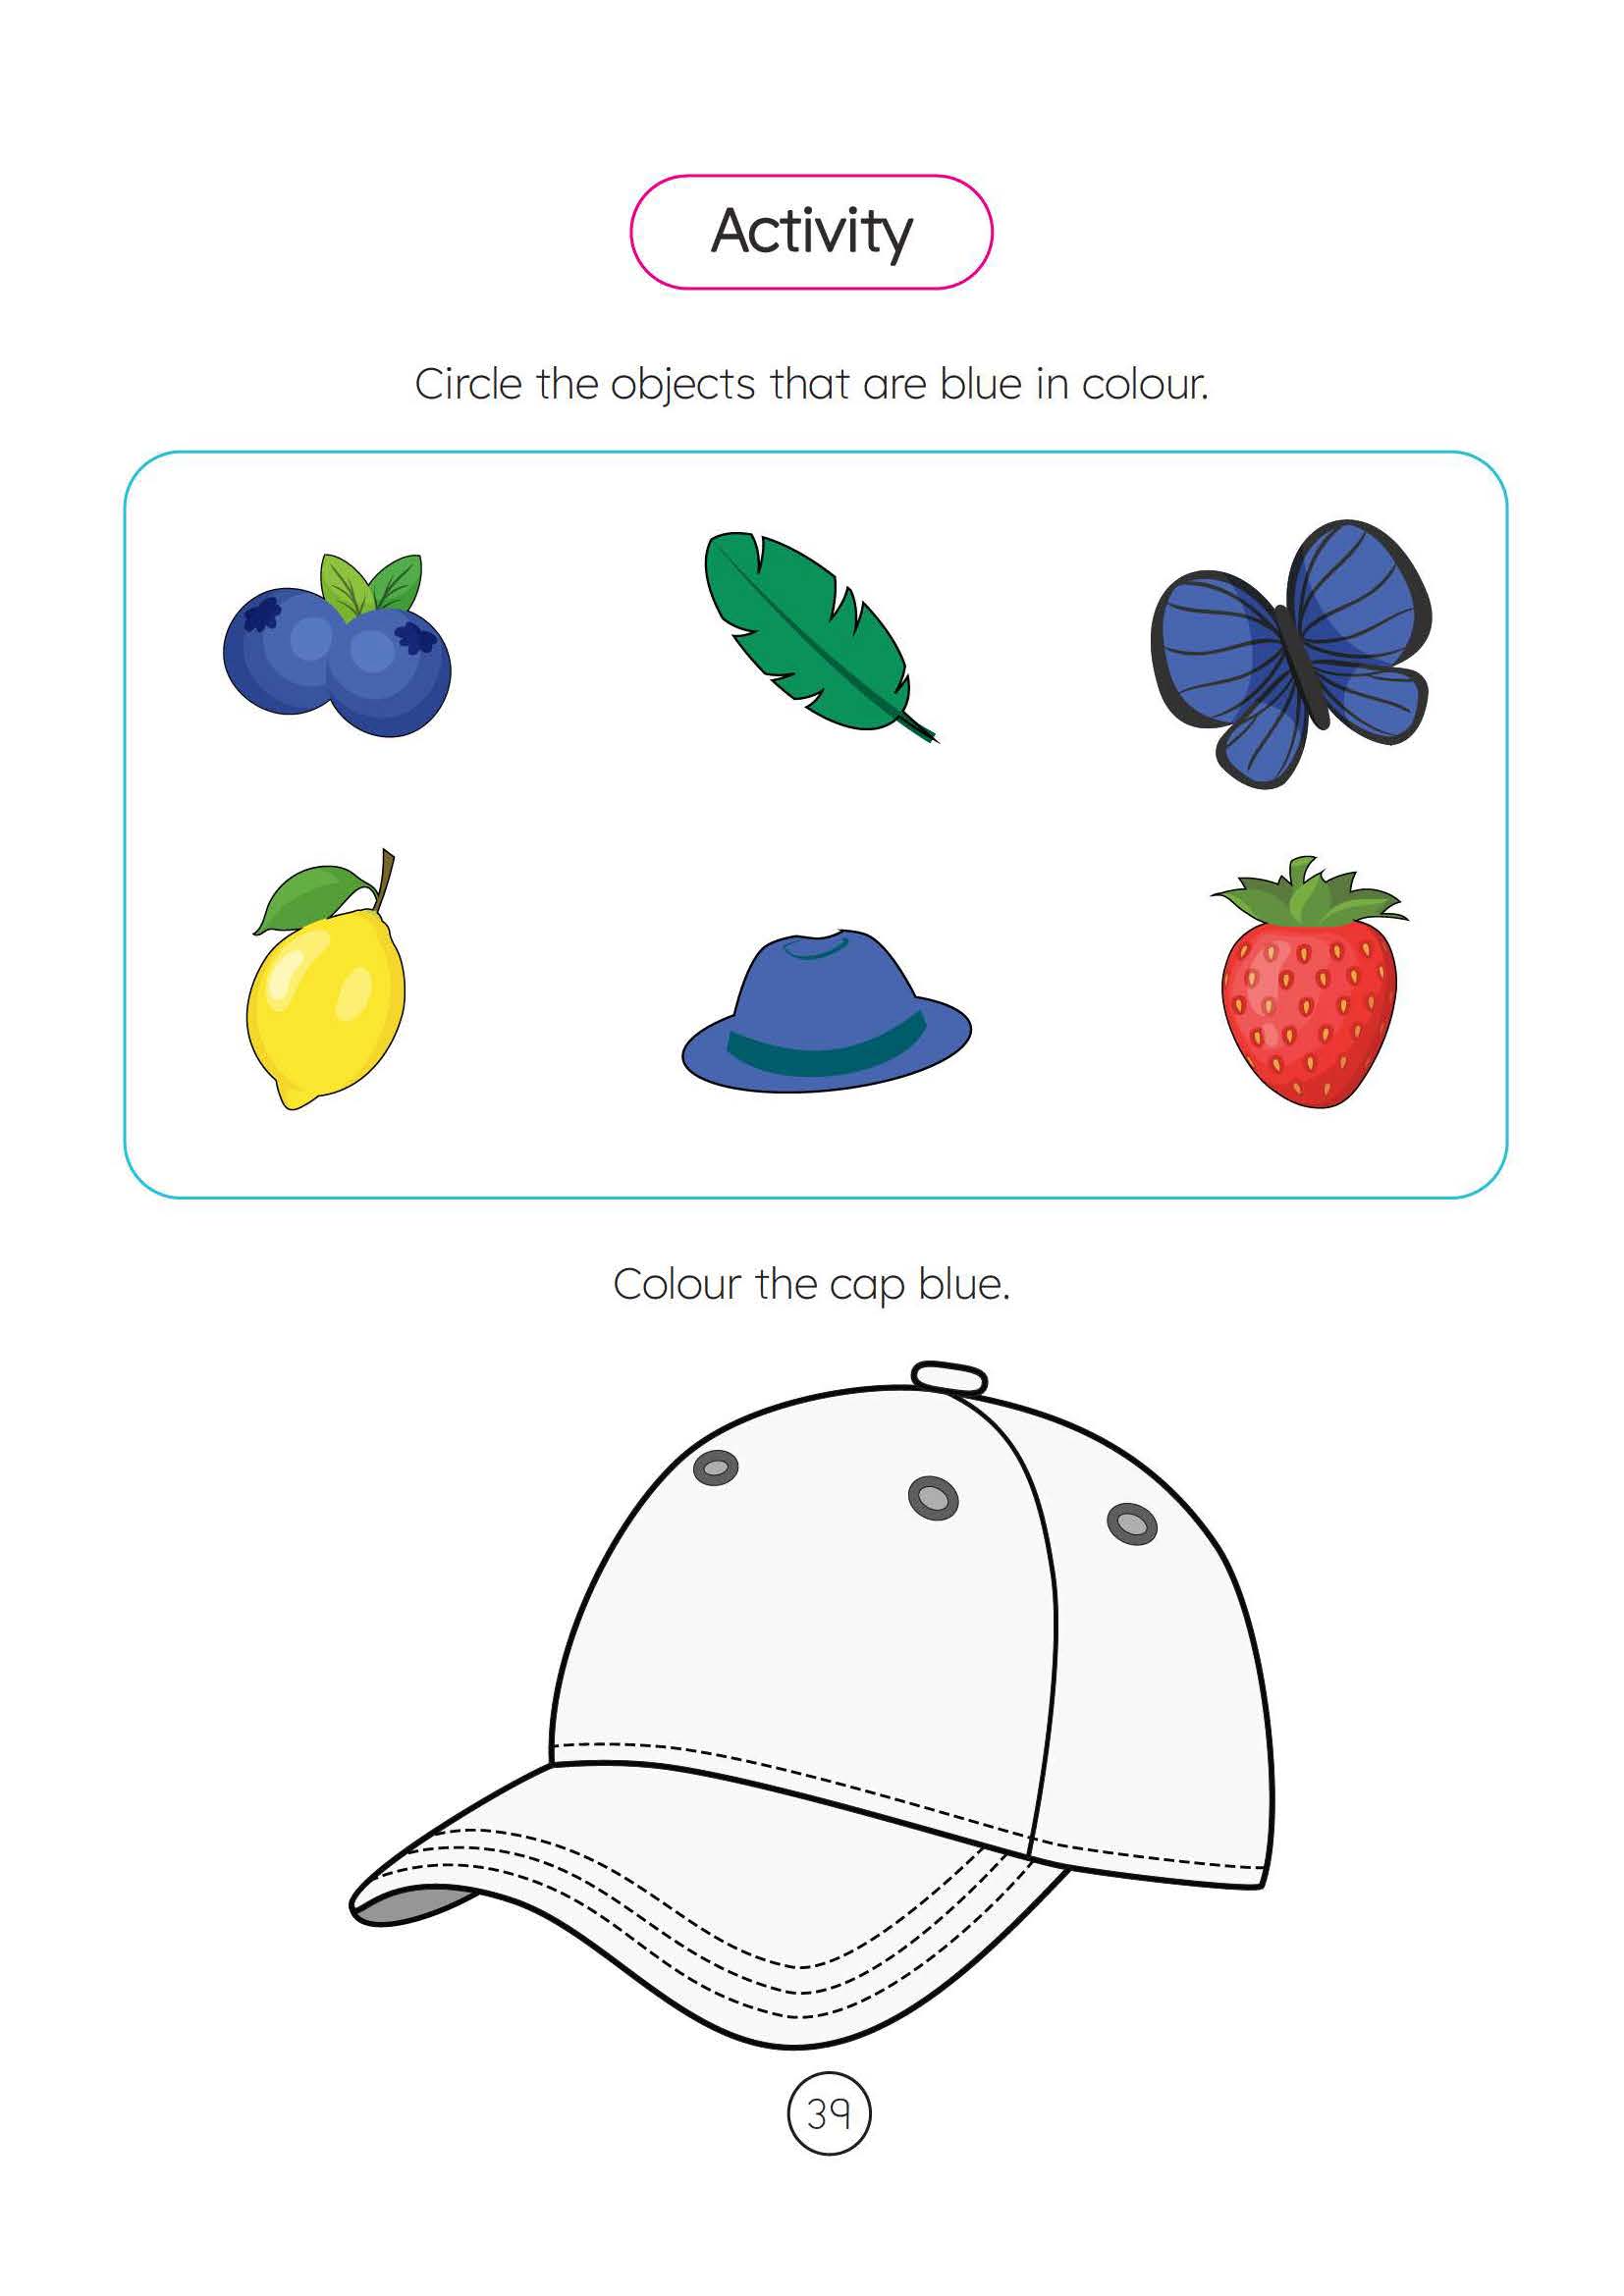 Activity
Circle the objects that are blue in colour.
Colour the cap blue.
39